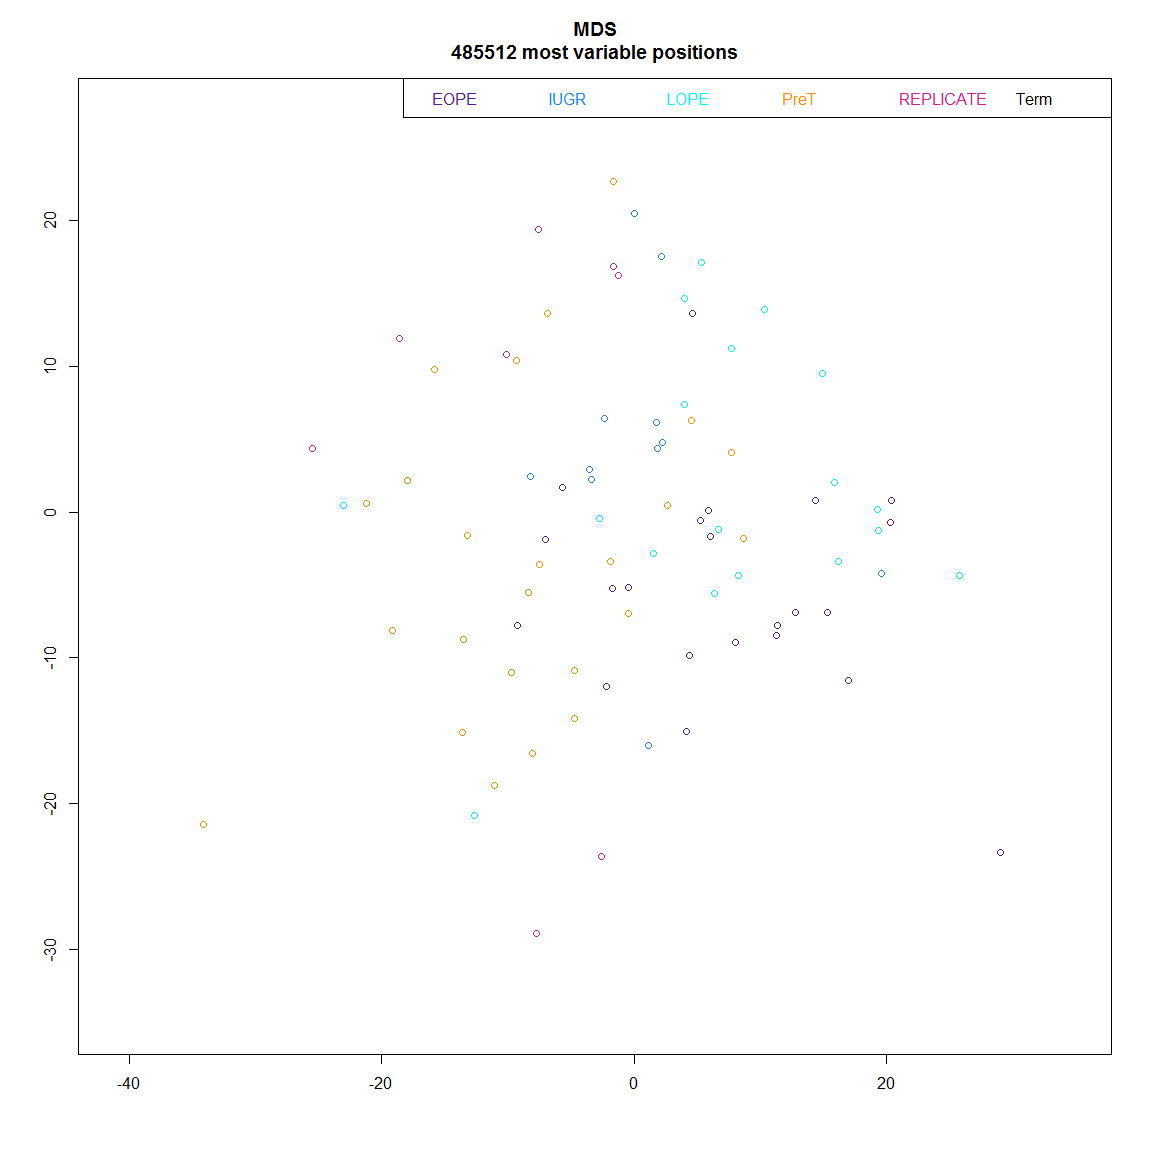 MDS
485512 most variable positions
EOPE IUGR LOPE PreT REPLICATE Term
20
10
0
-10
-20
-30
-40 -20 0 20